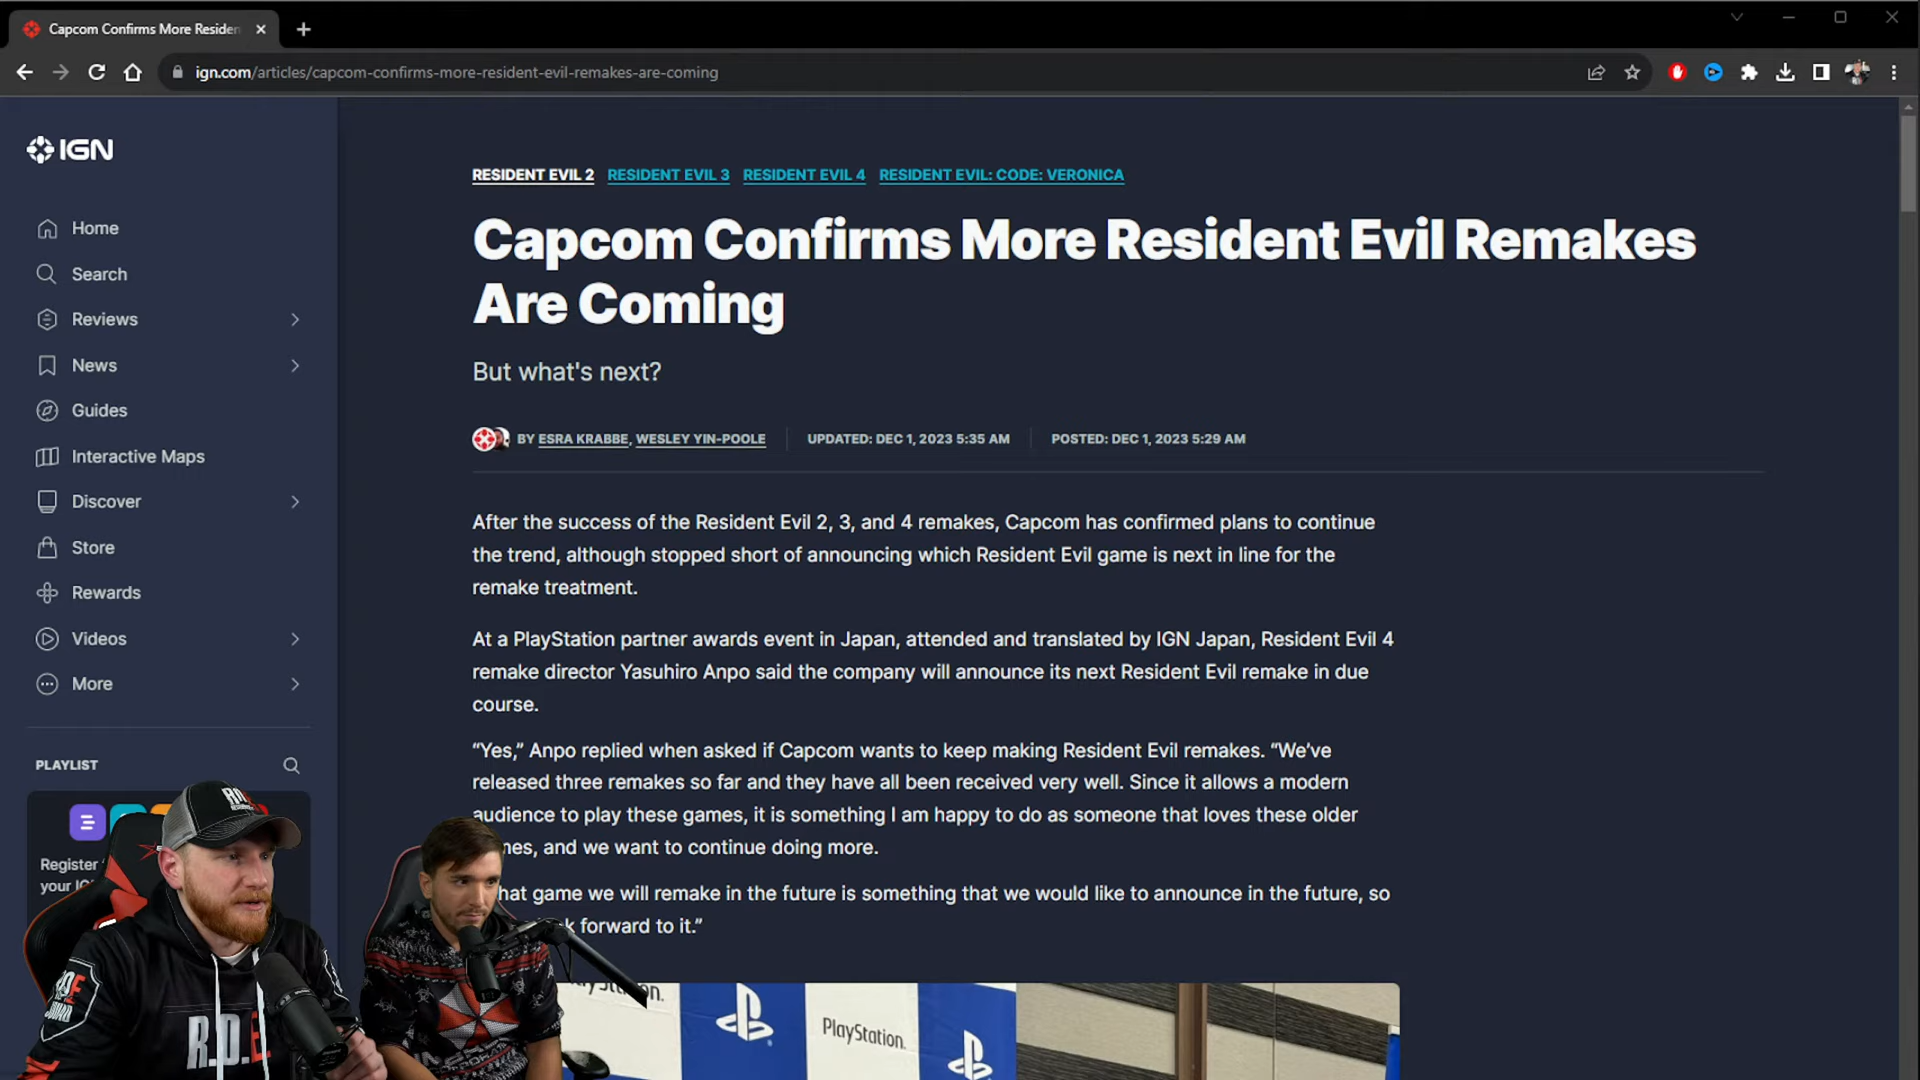 Capcom Confirms More Residen
ign.com/articles/capcom-confirms-more-resident-evil-remakes-are-coming
IGN
Home
Search
Reviews
News
Guides
Interactive Maps
Discover
Store
Rewards
Videos
More
PLAYLIST
Register
your
RESIDENT EVIL 2 RESIDENT EVIL 3 RESIDENT EVIL 4 RESIDENT EVIL: CODE: VERONICA
Capcom Confirms More Resident Evil Remakes
Are Coming
But what's next?
BY ESRA KRABBE, WESLEY YIN-POOLE
UPDATED: DEC 1, 2023 5:35 AM
POSTED: DEC 1, 2023 5:29 AM
After the success of the Resident Evil 2, 3, and 4 remakes, Capcom has confirmed plans to continue
the trend, although stopped short of announcing which Resident Evil game is next in line for the
remake treatment.
At a PlayStation partner awards event in Japan, attended and translated by IGN Japan, Resident Evil 4
remake director Yasuhiro Anpo said the company will announce its next Resident Evil remake in due
course.
“Yes,” Anpo replied when asked if Capcom wants to keep making Resident Evil remakes. “We’ve
released three remakes so far and they have all been received very well. Since it allows a modern
audience to play these games, it is something I am happy to do as someone that loves these older
mes, and we want to continue doing more.
hat game we will remake in the future is something that we would like to announce in the future, so
k forward to it.”
PlayStation.
R.D.E